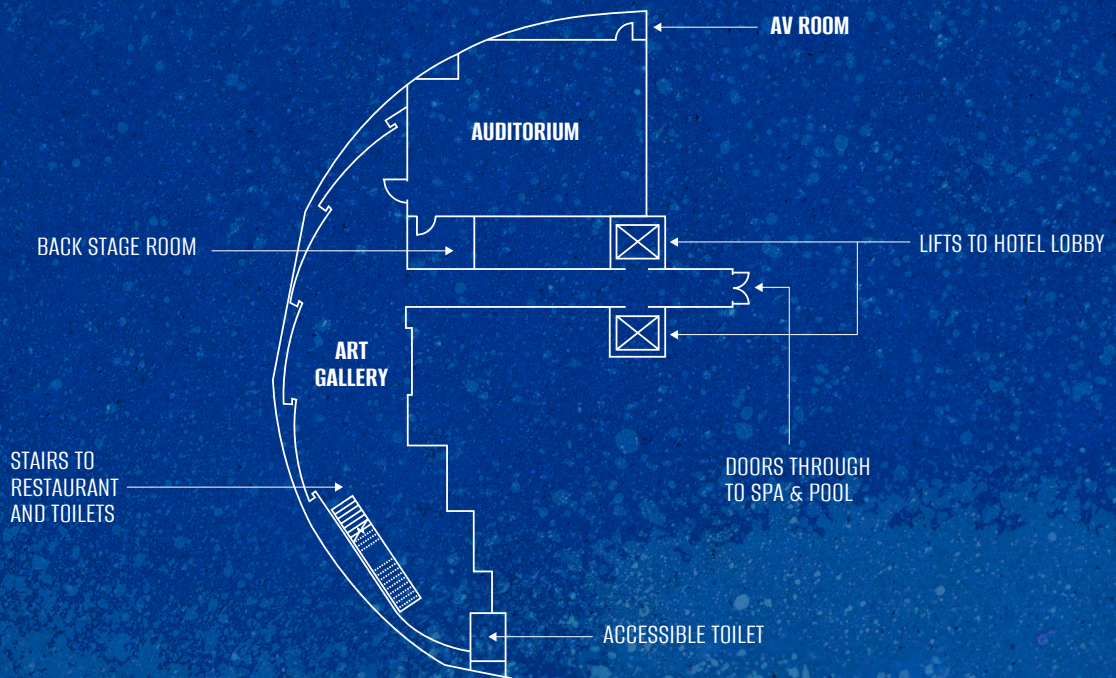 AV ROOM
AUDITORIUM
BACK STAGE ROOM
LIFTS TO HOTEL LOBBY
ART
GALLERY
STAIRS TO
RESTAURANT
AND TOILETS
DOORS THROUGH
TO SPA & POOL
ACCESSIBLE TOILET